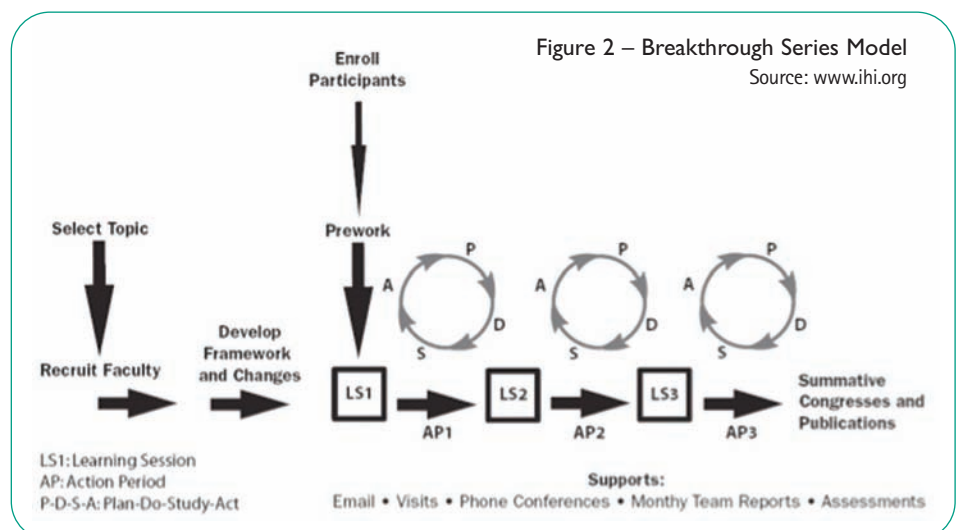 Figure 2 – Breakthrough Series Model
Source: www.ihi.org
Enroll
Participants
Select Topic
Prework
P
A
D
S
P
A
D
S
P
A
D
S
Recruit Faculty
Develop
Framework
and Changes
LS1
AP1
LS2
AP2
LS3
AP3
Summative
Congresses and
Publications
LS1: Learning Session
AP: Action Period
P-D-S-A: Plan-Do-Study-Act
Supports:
Email • Visits • Phone Conferences • Monthy Team Reports • Assessments